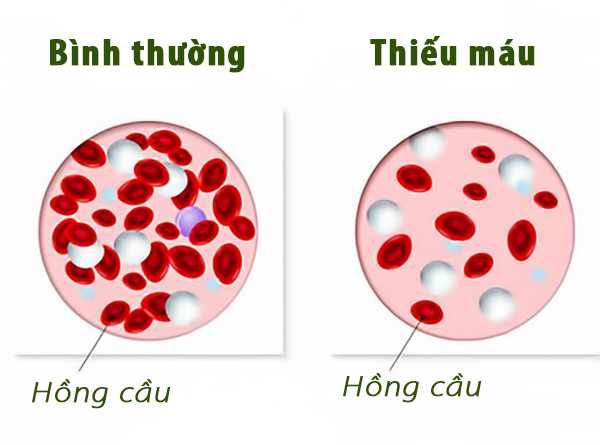 Bình thường
Thiếu máu
Hồng cầu
Hồng cầu